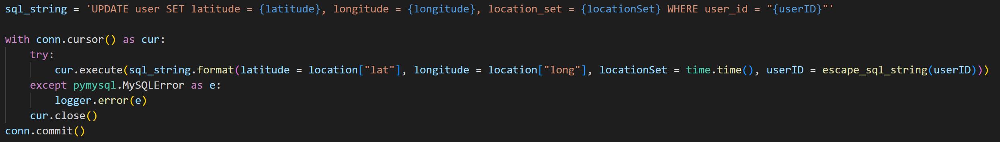 sql_string = 'UPDATE user SET latitude = {latitude}, longitude = {longitude}, location_set = {locationSet} WHERE user_id = "{userID}"'
with conn.cursor() as cur:
    try:
        cur.execute(sql_string.format(latitude = location["lat"], longitude = location["long"], locationSet = time.time(), userID = escape_sql_string(userID)))
    except pymysql.MySQLError as e:
        logger.error(e)
    cur.close()
conn.commit()